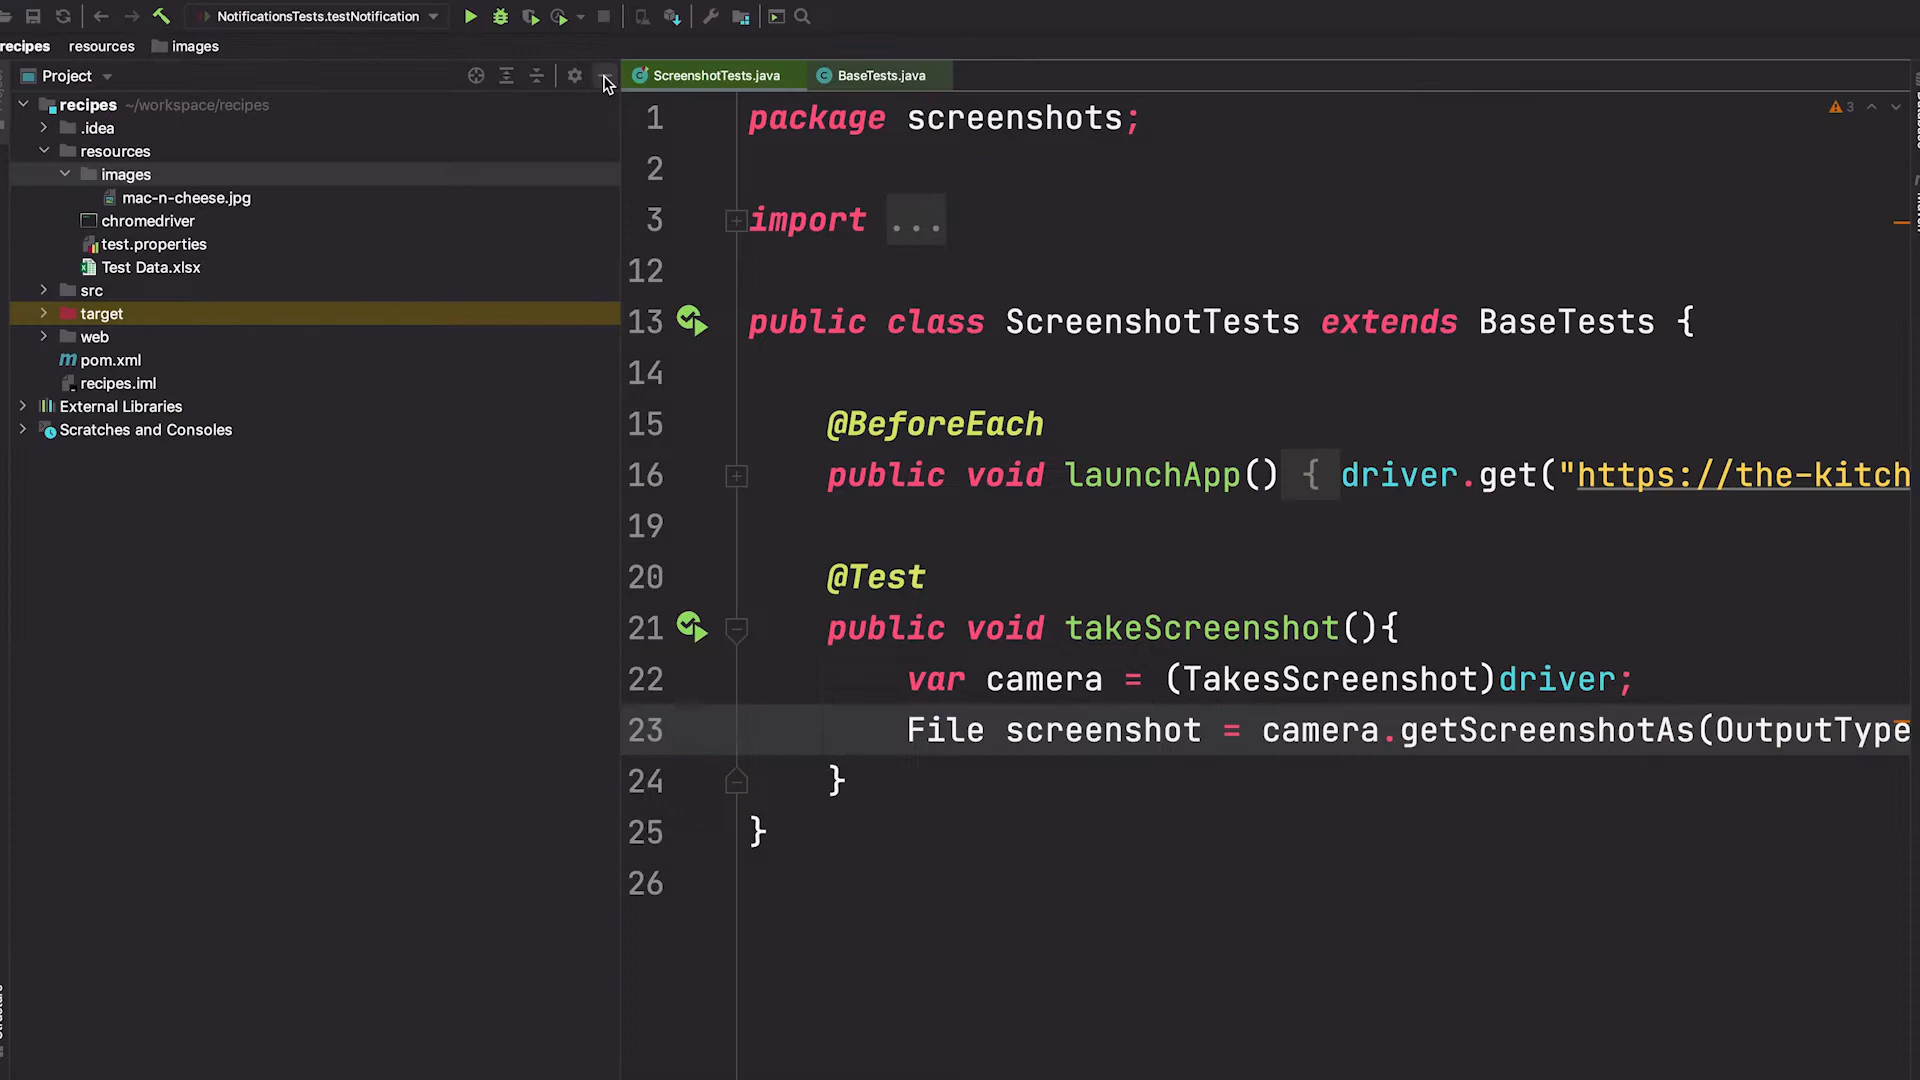 NotificationsTests.testNotification
recipes resources images
Project
ScreenshotTests.java
BaseTests.java
recipes ~/workspace/recipes
.idea
resources
images
mac-n-cheese.jpg
chromedriver
test.properties
Test Data.xlsx
src
target
web
pom.xml
recipes.iml
External Libraries
Scratches and Consoles
3
1 package screenshots;
2
3 import ...
12
13 public class ScreenshotTests extends BaseTests {
14
15 @BeforeEach
16 public void launchApp() { driver.get("https://the-kitch
19
20 @Test
21 public void takeScreenshot(){
22 var camera = (TakesScreenshot)driver;
23 File screenshot = camera.getScreenshotAs(OutputType
24 }
25 }
26